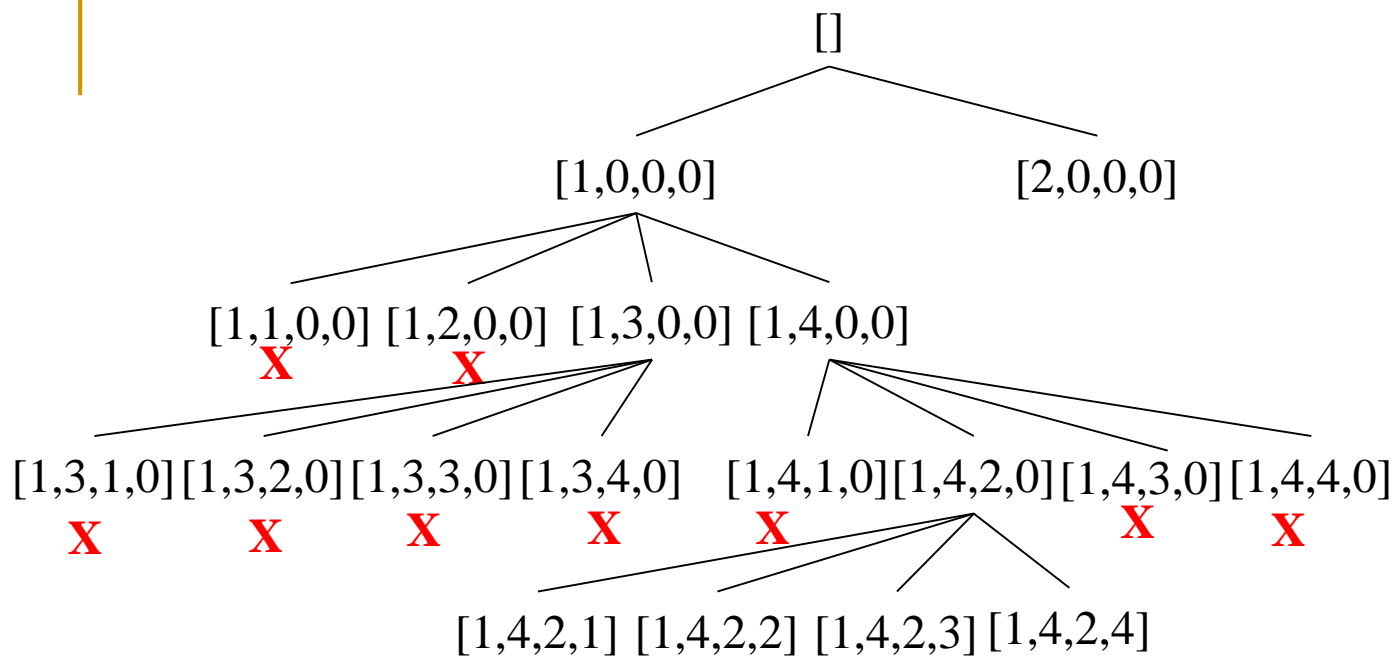 []
[1,0,0,0] [2,0,0,0]
[1,1,0,0] [1,2,0,0] [1,3,0,0] [1,4,0,0]
X X
[1,3,1,0] [1,3,2,0] [1,3,3,0] [1,3,4,0] [1,4,1,0] [1,4,2,0] [1,4,3,0] [1,4,4,0]
X X X X X X X
[1,4,2,1] [1,4,2,2] [1,4,2,3] [1,4,2,4]